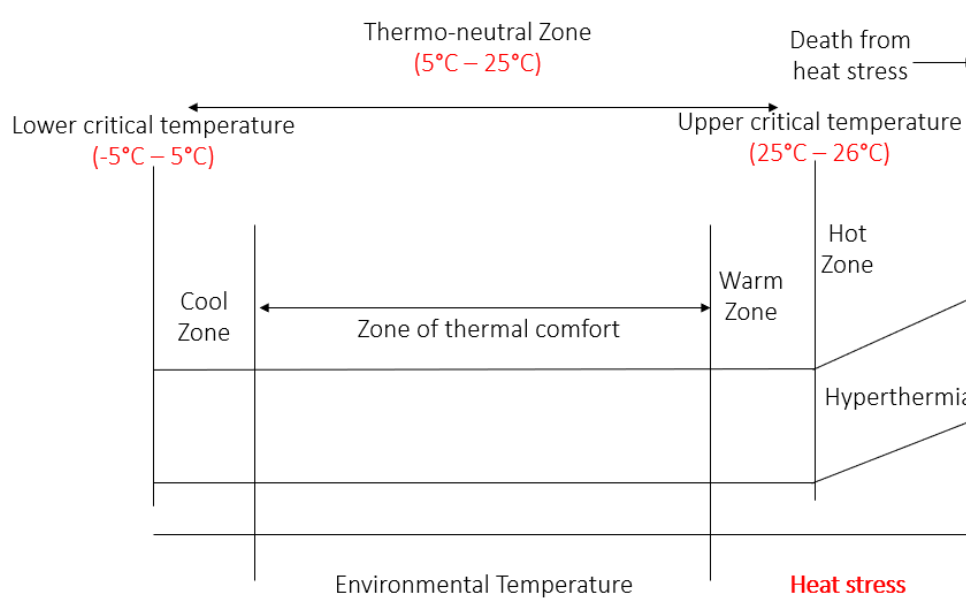 Thermo-neutral Zone
(5°C – 25°C)
Death from
heat stress
Lower critical temperature
(-5°C – 5°C)
Upper critical temperature
(25°C – 26°C)
Hot
Zone
Warm
Zone
Cool
Zone
Zone of thermal comfort
Hyperthermia
Environmental Temperature
Heat stress